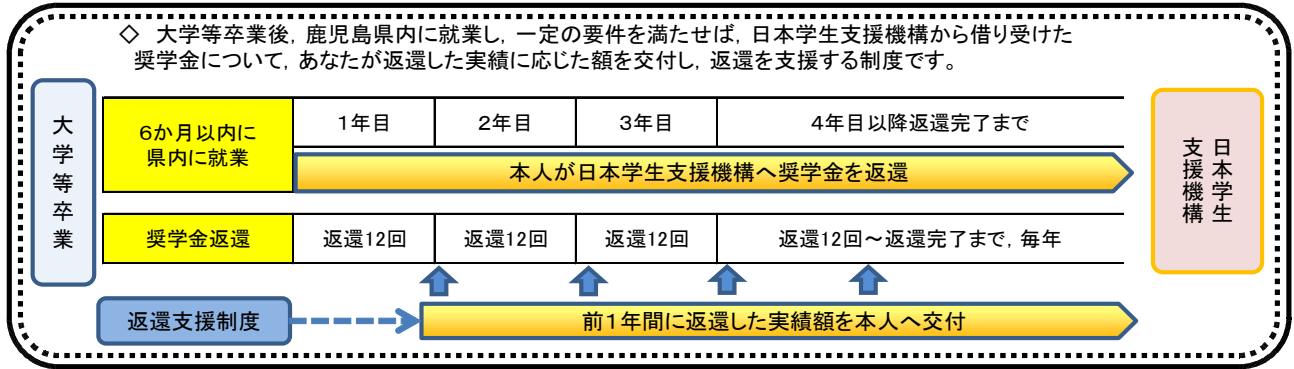 ◇　大学等卒業後，鹿児島県内に就業し，一定の要件を満たせば，日本学生支援機構から借り受けた
奨学金について，あなたが返還した実績に応じた額を交付し，返還を支援する制度です。
大学等卒業
6か月以内に
県内に就業
1年目
2年目
3年目
4年目以降返還完了まで
本人が日本学生支援機構へ奨学金を返還
奨学金返還
返還12回
返還12回
返還12回
返還12回～返還完了まで，毎年
返還支援制度
前1年間に返還した実績額を本人へ交付
日本学生
支援機構